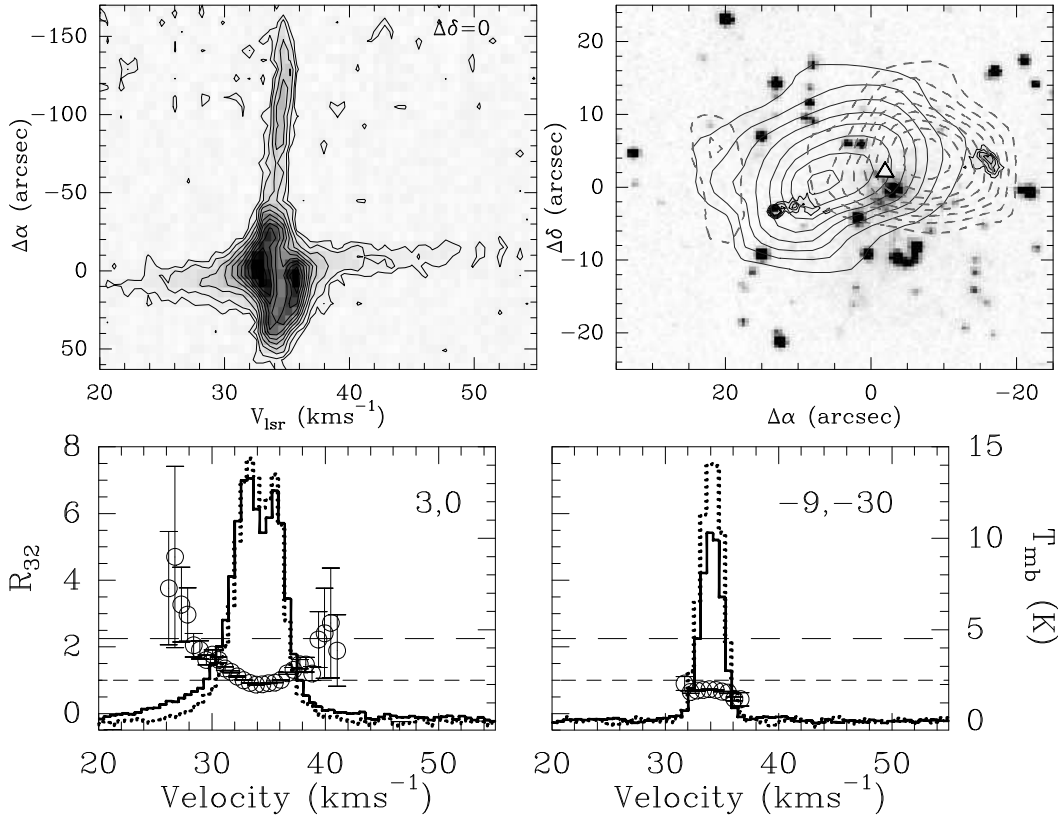 Δδ=0
Δα (arcsec)
-150
-100
-50
0
50
20 30 40 50
V_lsr (kms⁻¹)
Δδ (arcsec)
20
10
0
-10
-20
20 0 -20
Δα (arcsec)
3,0
R_32
8
6
4
2
0
20 30 40 50
Velocity (kms⁻¹)
-9,-30
15
10
5
0
T_mb (K)
20 30 40 50
Velocity (kms⁻¹)